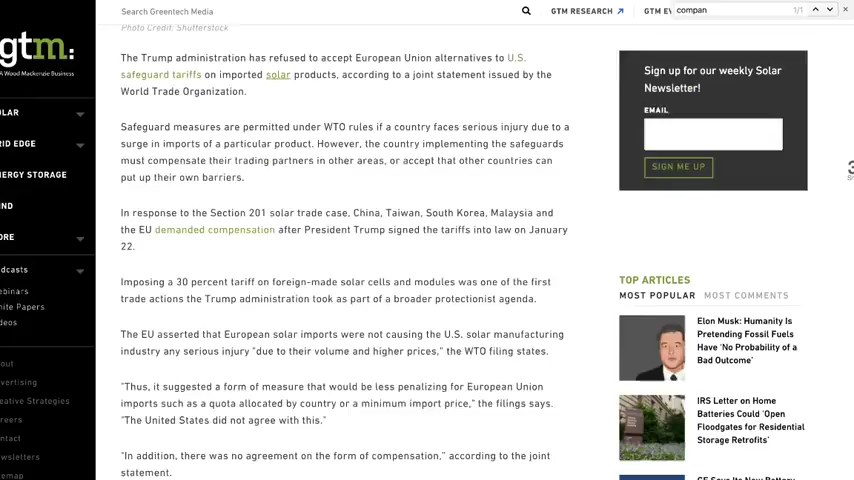 Search Greentech Media
GTM RESEARCH
GTM EV
compan
1/1
Photo Credit: Shutterstock
gtm:
A Wood Mackenzie Business
LAR
RID EDGE
NERGY STORAGE
IND
ORE
dcasts
ebinars
hite Papers
deos
out
vertising
eative Strategies
reers
ntact
wsletters
temap
The Trump administration has refused to accept European Union alternatives to U.S.
safeguard tariffs on imported solar products, according to a joint statement issued by the
World Trade Organization.
Safeguard measures are permitted under WTO rules if a country faces serious injury due to a
surge in imports of a particular product. However, the country implementing the safeguards
must compensate their trading partners in other areas, or accept that other countries can
put up their own barriers.
In response to the Section 201 solar trade case, China, Taiwan, South Korea, Malaysia and
the EU demanded compensation after President Trump signed the tariffs into law on January
22.
Imposing a 30 percent tariff on foreign-made solar cells and modules was one of the first
trade actions the Trump administration took as part of a broader protectionist agenda.
The EU asserted that European solar imports were not causing the U.S. solar manufacturing
industry any serious injury "due to their volume and higher prices," the WTO filing states.
"Thus, it suggested a form of measure that would be less penalizing for European Union
imports such as a quota allocated by country or a minimum import price," the filings says.
"The United States did not agree with this."
"In addition, there was no agreement on the form of compensation," according to the joint
statement.
Sign up for our weekly Solar
Newsletter!
EMAIL
SIGN ME UP
TOP ARTICLES
MOST POPULAR MOST COMMENTS
Elon Musk: Humanity Is
Pretending Fossil Fuels
Have 'No Probability of a
Bad Outcome'
IRS Letter on Home
Batteries Could 'Open
Floodgates for Residential
Storage Retrofits'